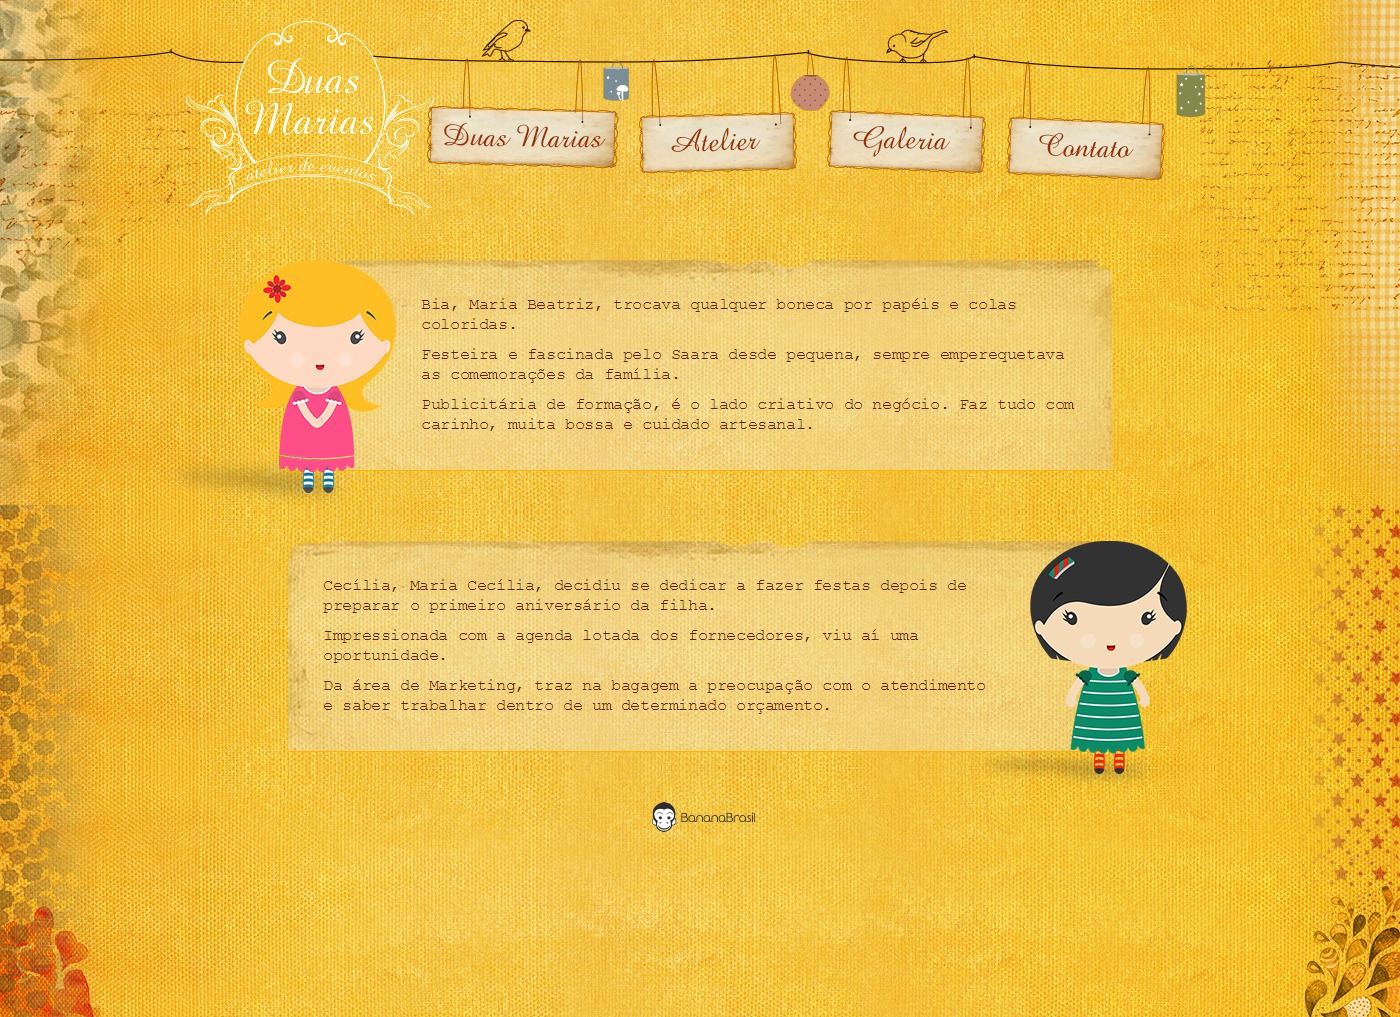 Duas
Marias
atelier de eventos
Duas Marias
Atelier
Galeria
Contato
Bia, Maria Beatriz, trocava qualquer boneca por papéis e colas
coloridas.
Festeira e fascinada pelo Saara desde pequena, sempre emperequetava
as comemorações da família.
Publicitária de formação, é o lado criativo do negócio. Faz tudo com
carinho, muita bossa e cuidado artesanal.
Cecília, Maria Cecília, decidiu se dedicar a fazer festas depois de
preparar o primeiro aniversário da filha.
Impressionada com a agenda lotada dos fornecedores, viu aí uma
oportunidade.
Da área de Marketing, traz na bagagem a preocupação com o atendimento
e saber trabalhar dentro de um determinado orçamento.
BananaBrasil